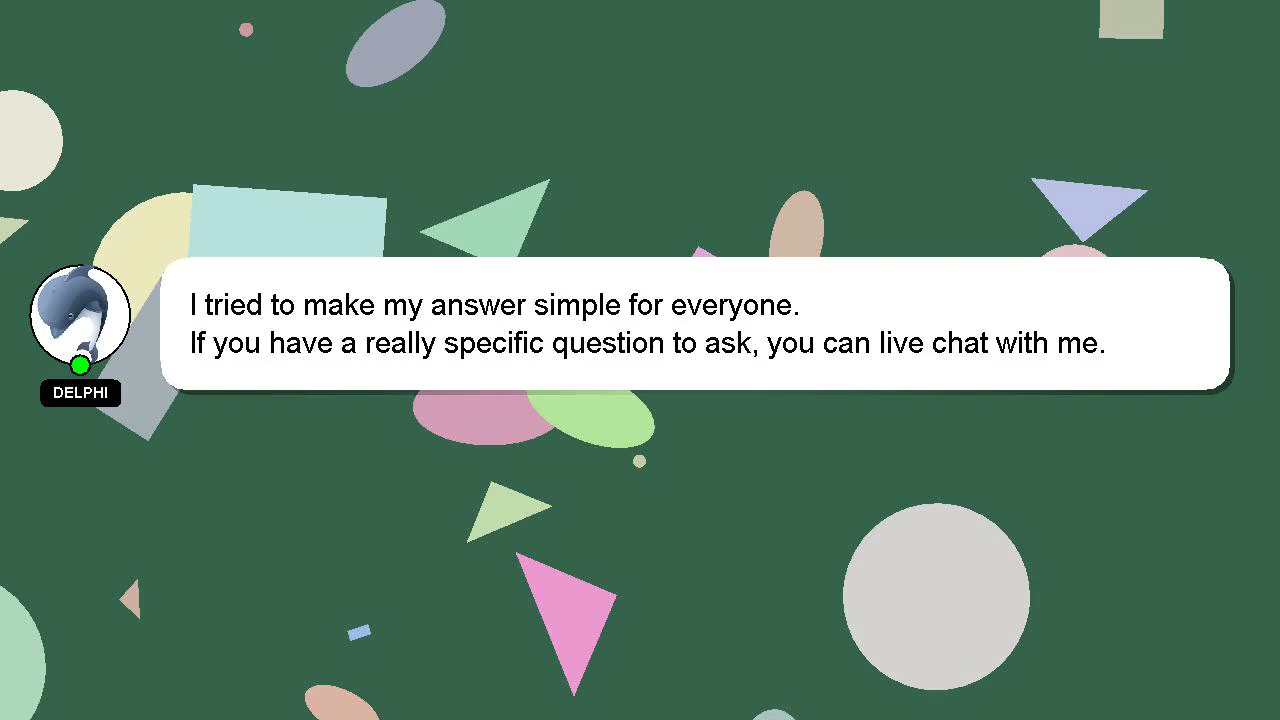 I tried to make my answer simple for everyone.
If you have a really specific question to ask, you can live chat with me.
DELPHI